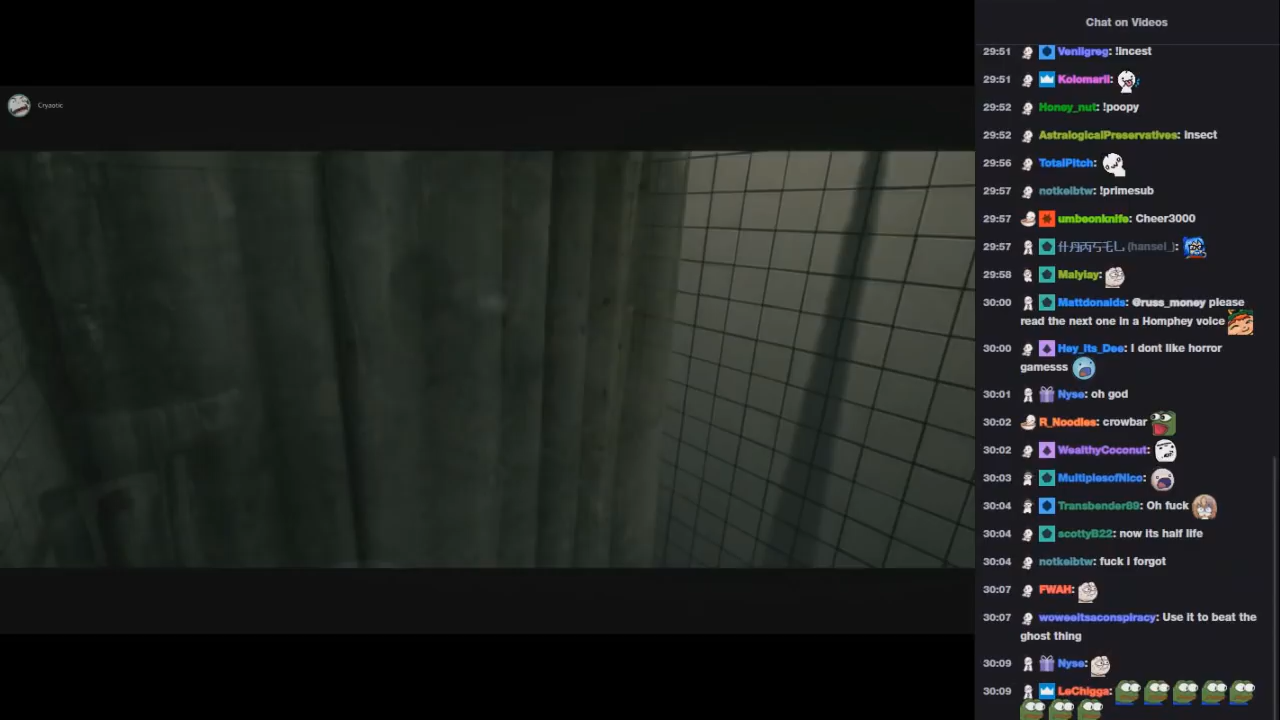 Cryaotic
Chat on Videos
29:51 Venligreg: !incest
29:51 Kolomarii:
29:52 Honey_nut: !poopy
29:52 AstralogicalPreservatives: insect
29:56 TotalPitch:
29:57 notkeibtw: !primesub
29:57 umbeonknife: Cheer3000
29:57 (hansel_):
29:58 Malylay:
30:00 Mattdonalds: @russ_money please
read the next one in a Homphey voice
30:00 Hey_Its_Dee: I dont like horror
gamesss
30:01 Nyse: oh god
30:02 R_Noodles: crowbar
30:02 WealthyCoconut:
30:03 MultiplesofNico:
30:04 Transbender89: Oh fuck
30:04 scottyB22: now its half life
30:04 notkeibtw: fuck i forgot
30:07 FWAH:
30:07 woweeitsaconspiracy: Use it to beat the
ghost thing
30:09 Nyse:
30:09 LeChigga: